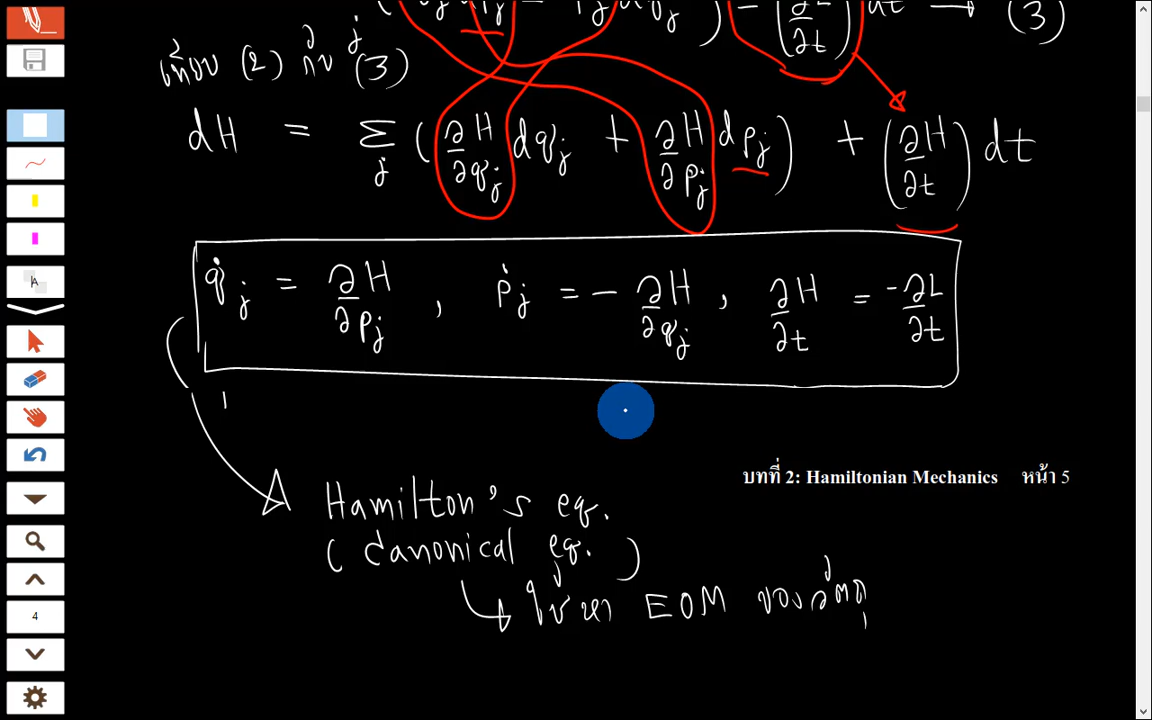 เทียบ (2) กับ (3)
dH = Σ_j ( ∂H/∂q_j dq_j + ∂H/∂p_j dp_j ) + (∂H/∂t) dt
q̇_j = ∂H/∂p_j , ṗ_j = - ∂H/∂q_j , ∂H/∂t = -∂L/∂t
บทที่ 2: Hamiltonian Mechanics หน้า 5
Hamilton's eq.
( canonical eq. )
ใช้หา EOM ของวัตถุ
4